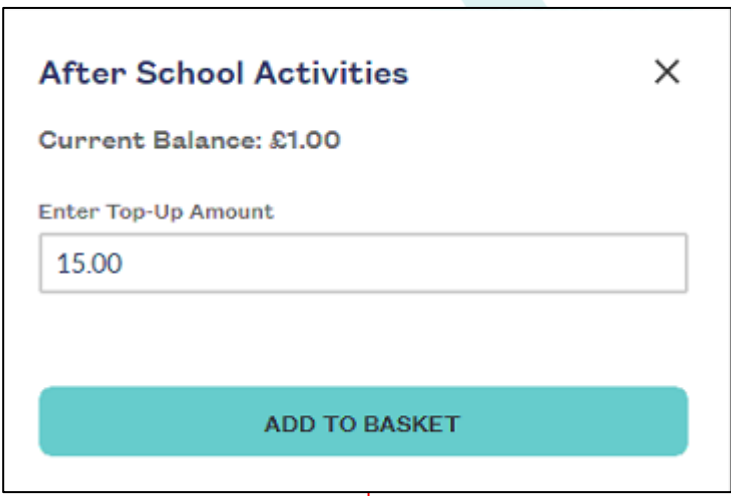 After School Activities
Current Balance: £1.00
Enter Top-Up Amount
15.00
ADD TO BASKET